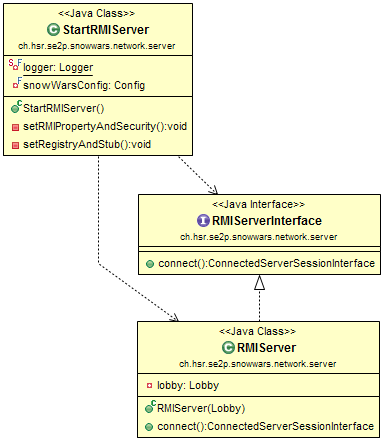 <<Java Class>>
C StartRMIServer
ch.hsr.se2p.snowwars.network.server
S F logger: Logger
F snowWarsConfig: Config
C StartRMIServer()
setRMIPropertyAndSecurity():void
setRegistryAndStub():void
<<Java Interface>>
I RMIServerInterface
ch.hsr.se2p.snowwars.network.server
connect():ConnectedServerSessionInterface
<<Java Class>>
C RMIServer
ch.hsr.se2p.snowwars.network.server
lobby: Lobby
C RMIServer(Lobby)
connect():ConnectedServerSessionInterface